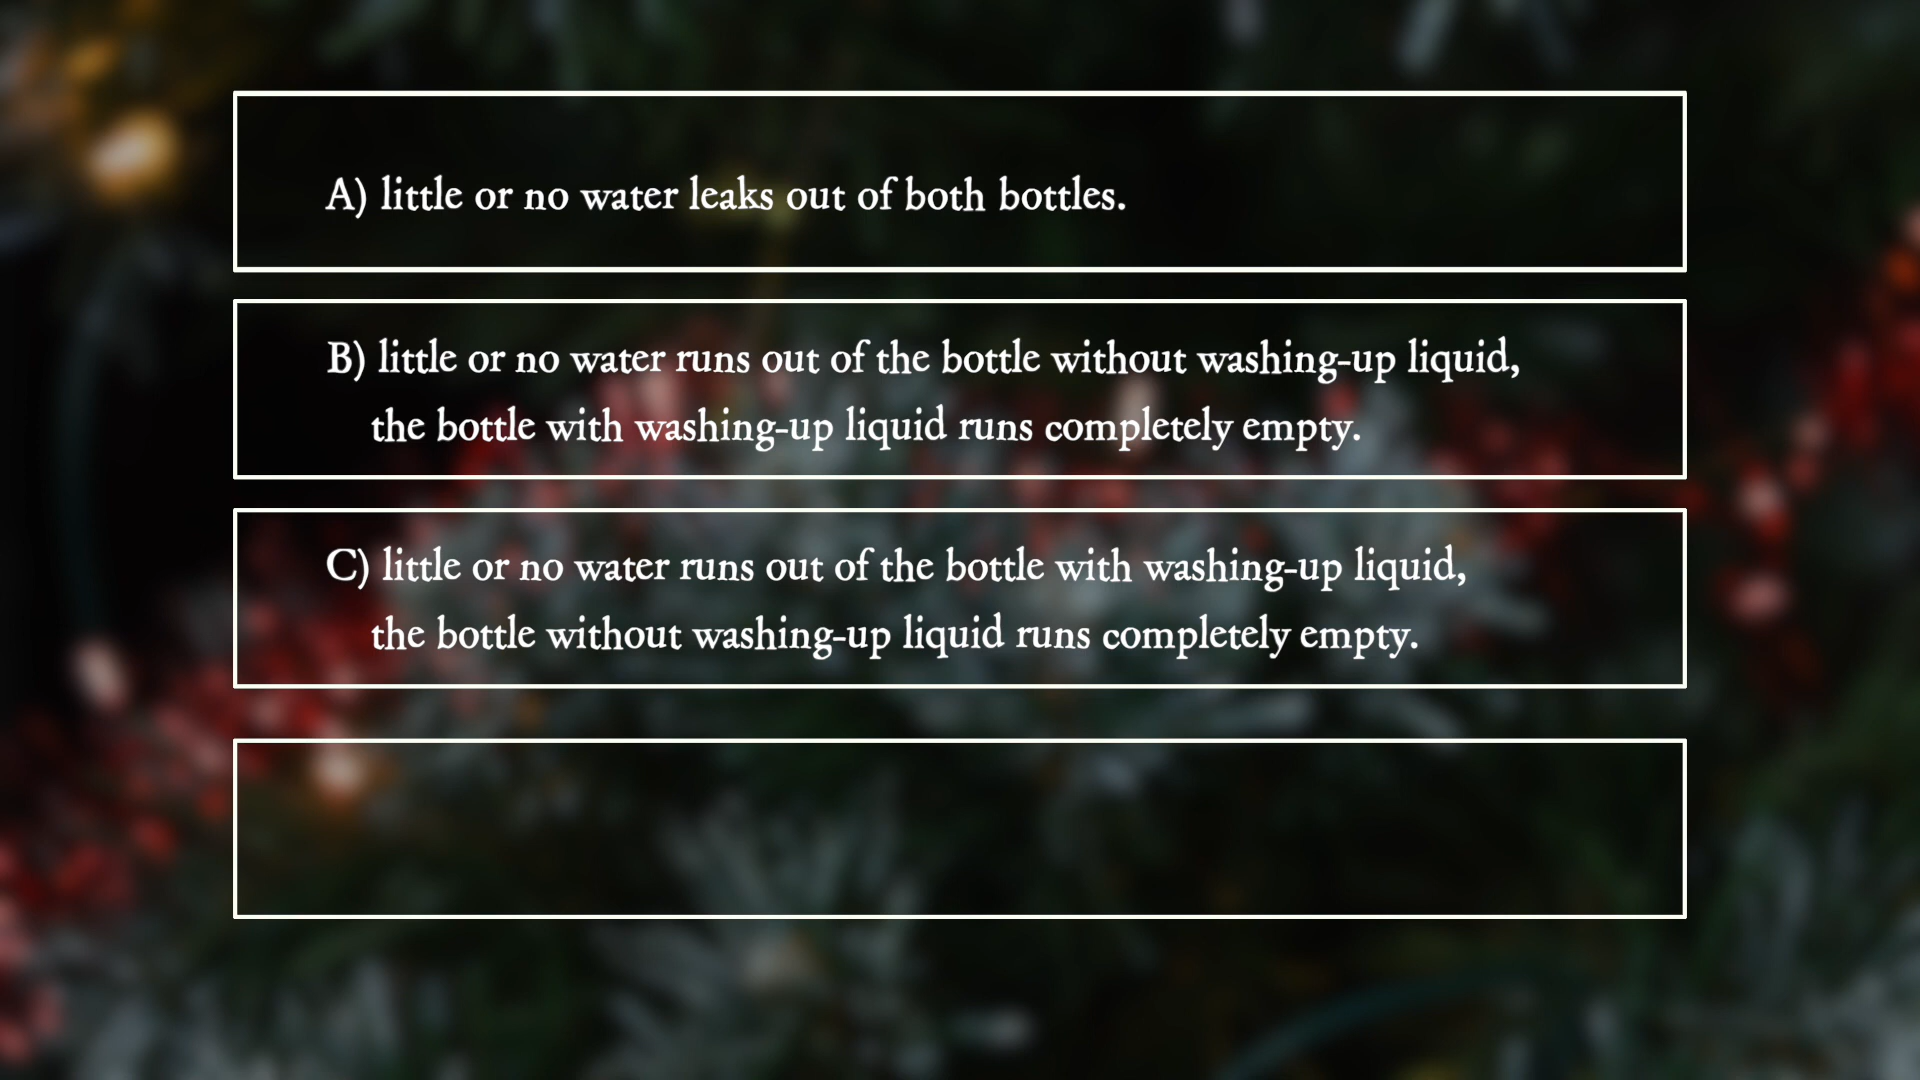 A) little or no water leaks out of both bottles.
B) little or no water runs out of the bottle without washing-up liquid,
the bottle with washing-up liquid runs completely empty.
C) little or no water runs out of the bottle with washing-up liquid,
the bottle without washing-up liquid runs completely empty.